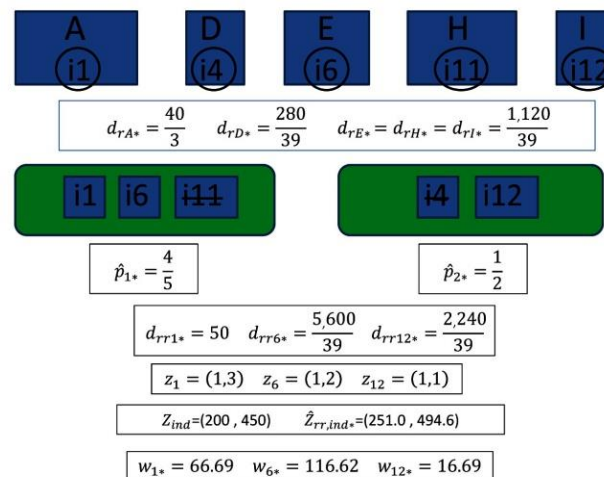 A D E H I
i1 i4 i6 i11 i12
d_{rA*} = 40/3 d_{rD*} = 280/39 d_{rE*} = d_{rH*} = d_{rI*} = 1,120/39
i1 i6 i11 i4 i12
p̂_{1*} = 4/5 p̂_{2*} = 1/2
d_{rr1*} = 50 d_{rr6*} = 5,600/39 d_{rr12*} = 2,240/39
z_1 = (1,3) z_6 = (1,2) z_{12} = (1,1)
Z_{ind}=(200 , 450) Ẑ_{rr,ind*}=(251.0 , 494.6)
w_{1*} = 66.69 w_{6*} = 116.62 w_{12*} = 16.69